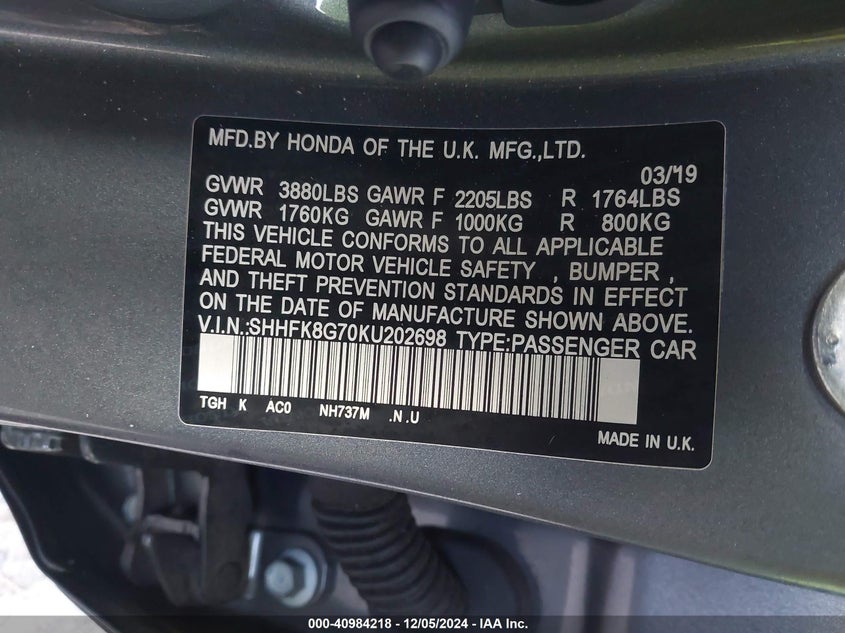 MFD.BY HONDA OF THE U.K. MFG.,LTD.
03/'19
GVWR 3880LBS GAWR F 2205LBS R 1764LBS
GVWR 1760KG GAWR F 1000KG R 800KG
THIS VEHICLE CONFORMS TO ALL APPLICABLE
FEDERAL MOTOR VEHICLE SAFETY , BUMPER ,
AND THEFT PREVENTION STANDARDS IN EFFECT
ON THE DATE OF MANUFACTURE SHOWN ABOVE.
V.I.N.:SHHFK8G70KU202698 TYPE:PASSENGER CAR
TGH K AC0 NH737M .N .U
MADE IN U.K.
000-40984218 - 12/05/2024 - IAA Inc.